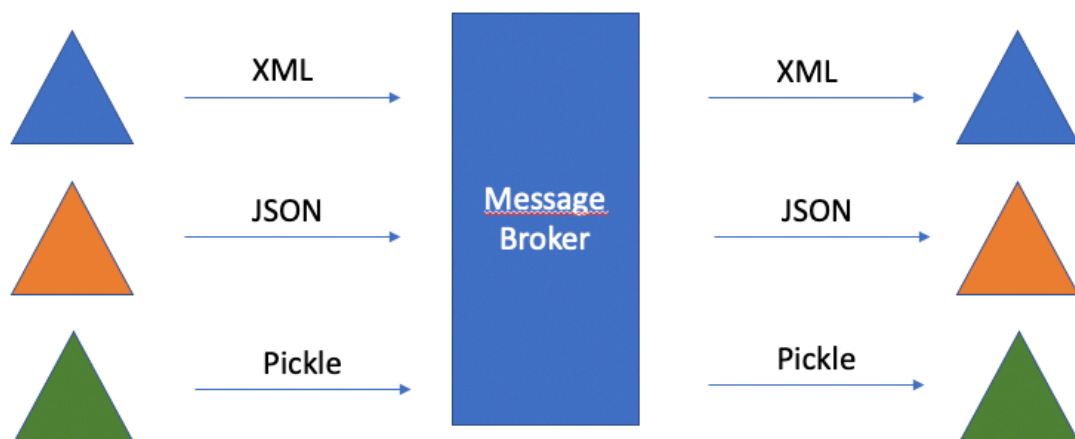 XML
XML
JSON
Message
Broker
JSON
Pickle
Pickle